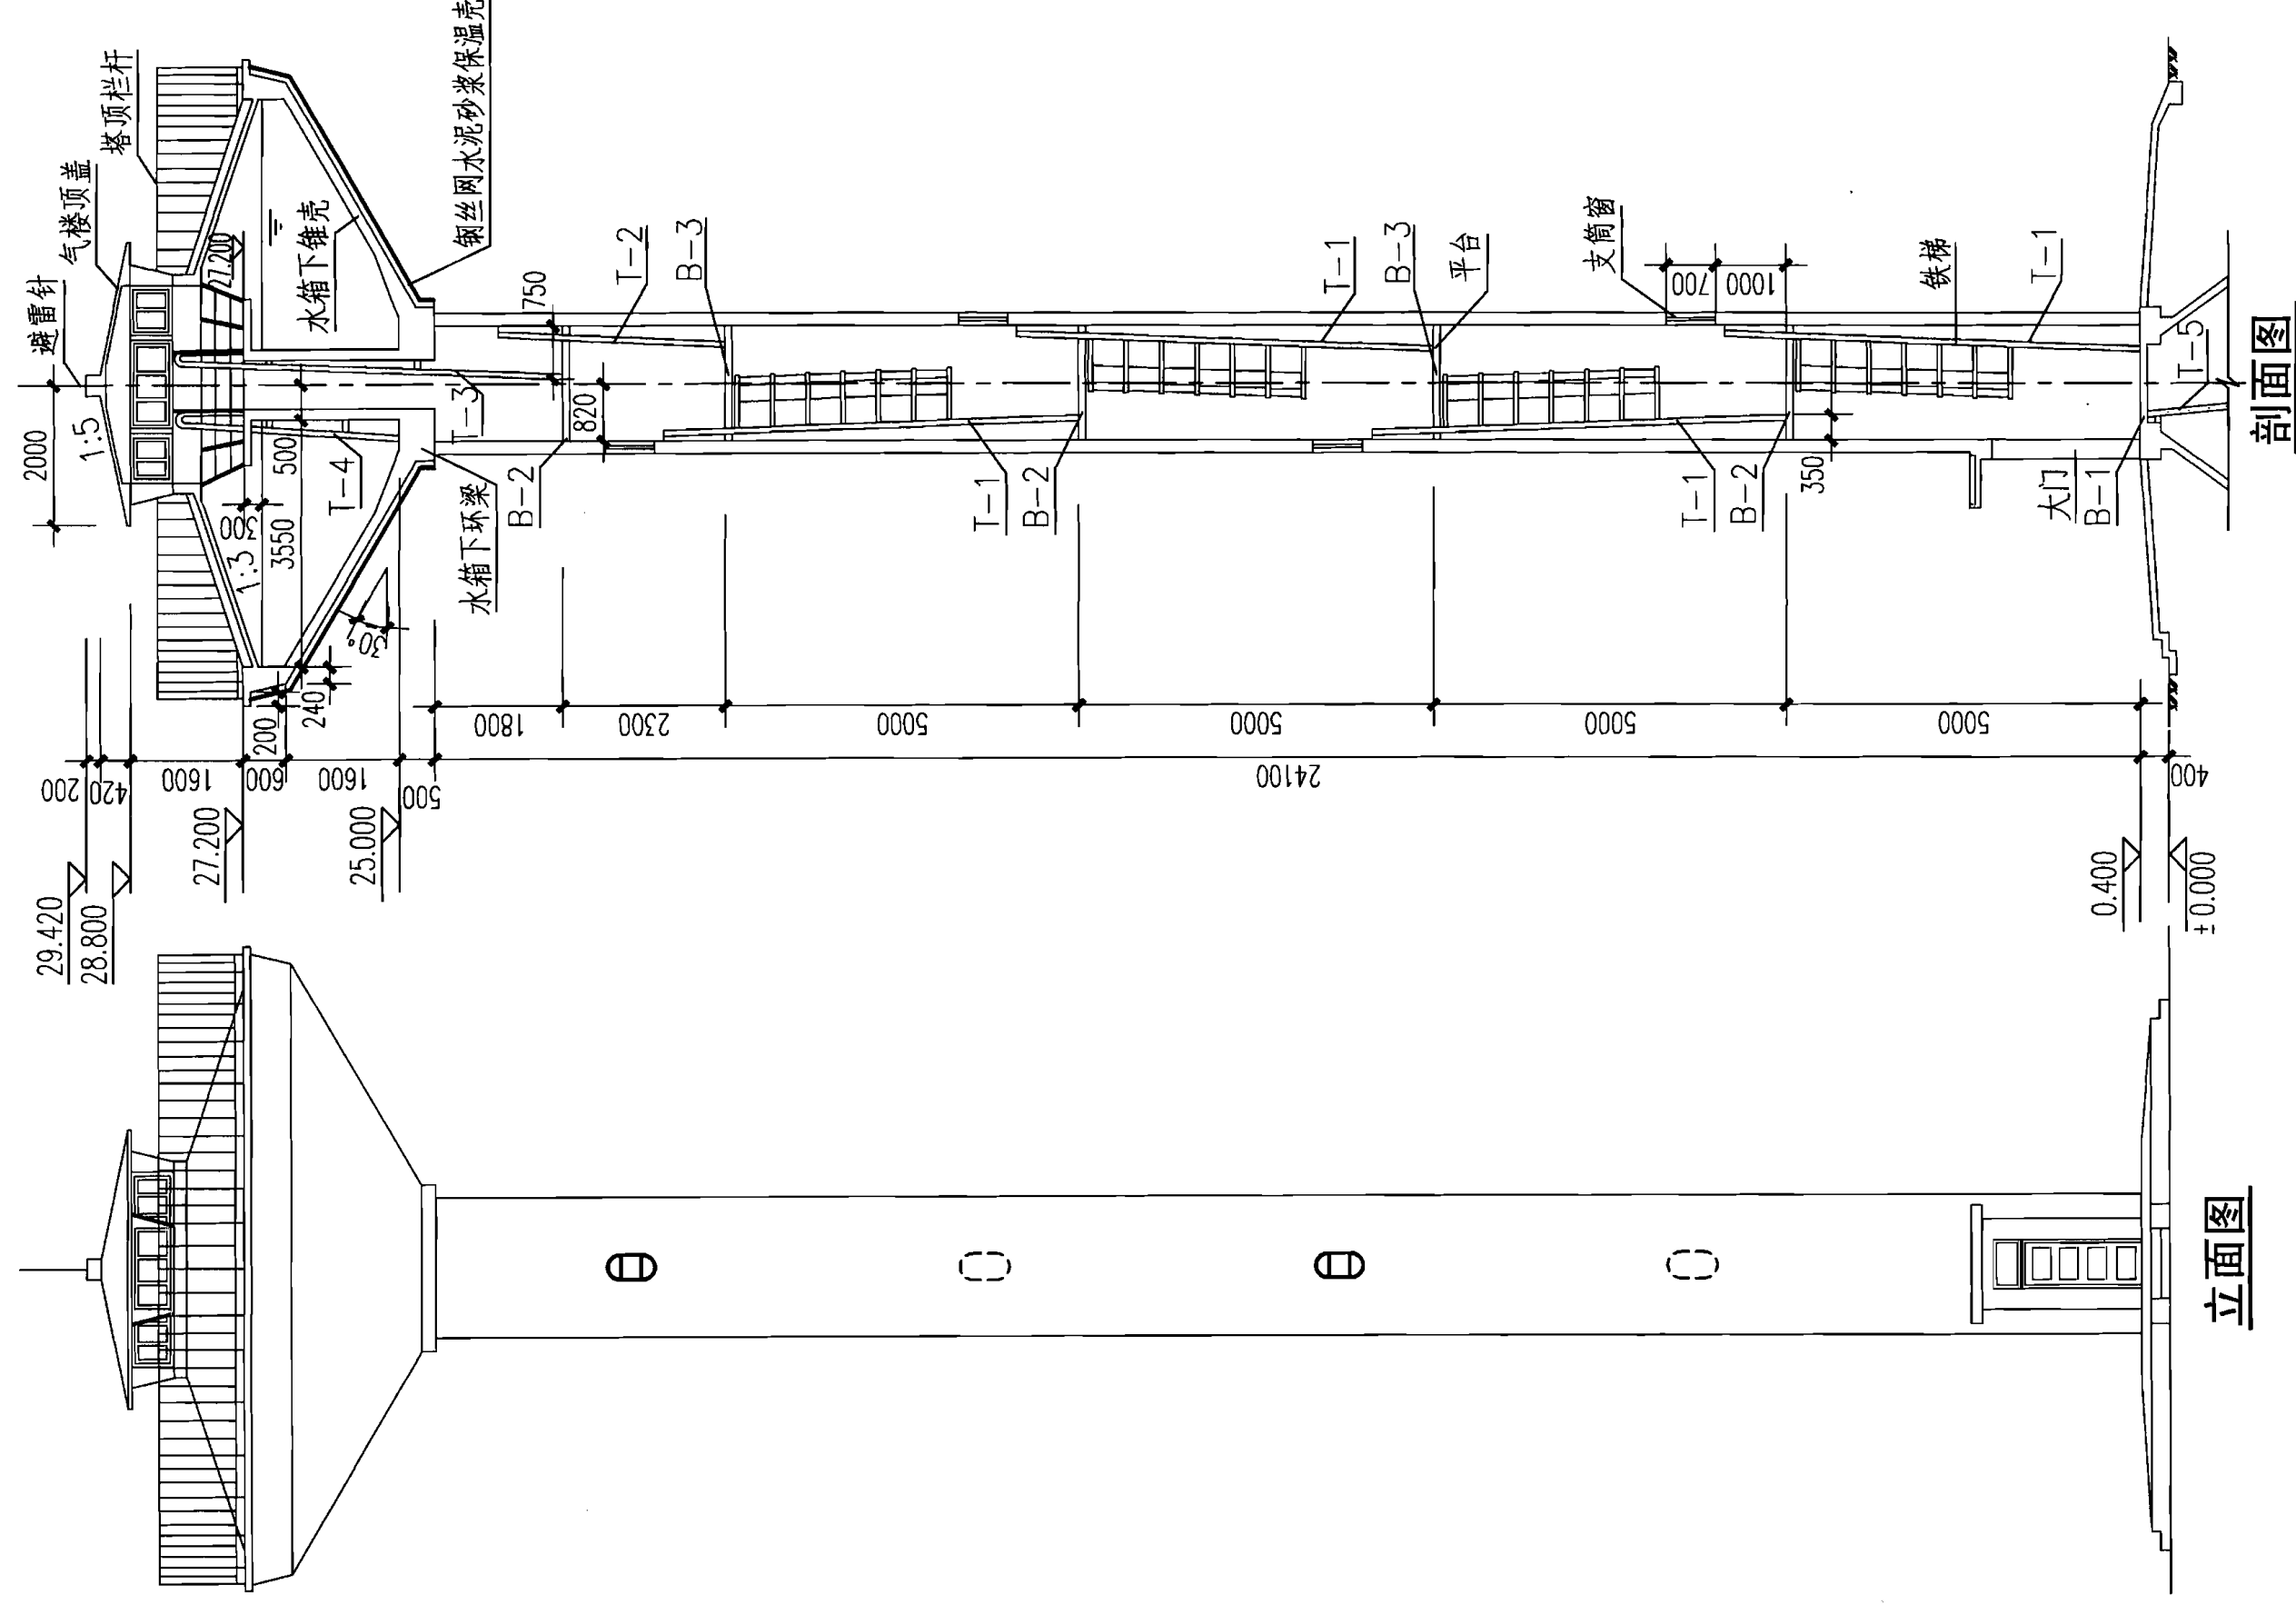 避雷针
气楼顶盖
塔顶栏杆
钢丝网水泥砂浆保温壳
水箱下锥壳
27.200
2000
1:5
1:3
300
3550
500
T-4
T-3
750
T-2
B-3
820
B-2
水箱下环梁
30°
240
200
T-1
B-2
T-1
B-3
平台
支筒窗
700
1000
铁梯
T-1
T-1
B-2
350
大门
B-1
T-5
1800
2300
5000
5000
5000
5000
200
420
1600
600
1600
500
24100
400
29.420
28.800
27.200
25.000
0.400
±0.000
剖面图
立面图